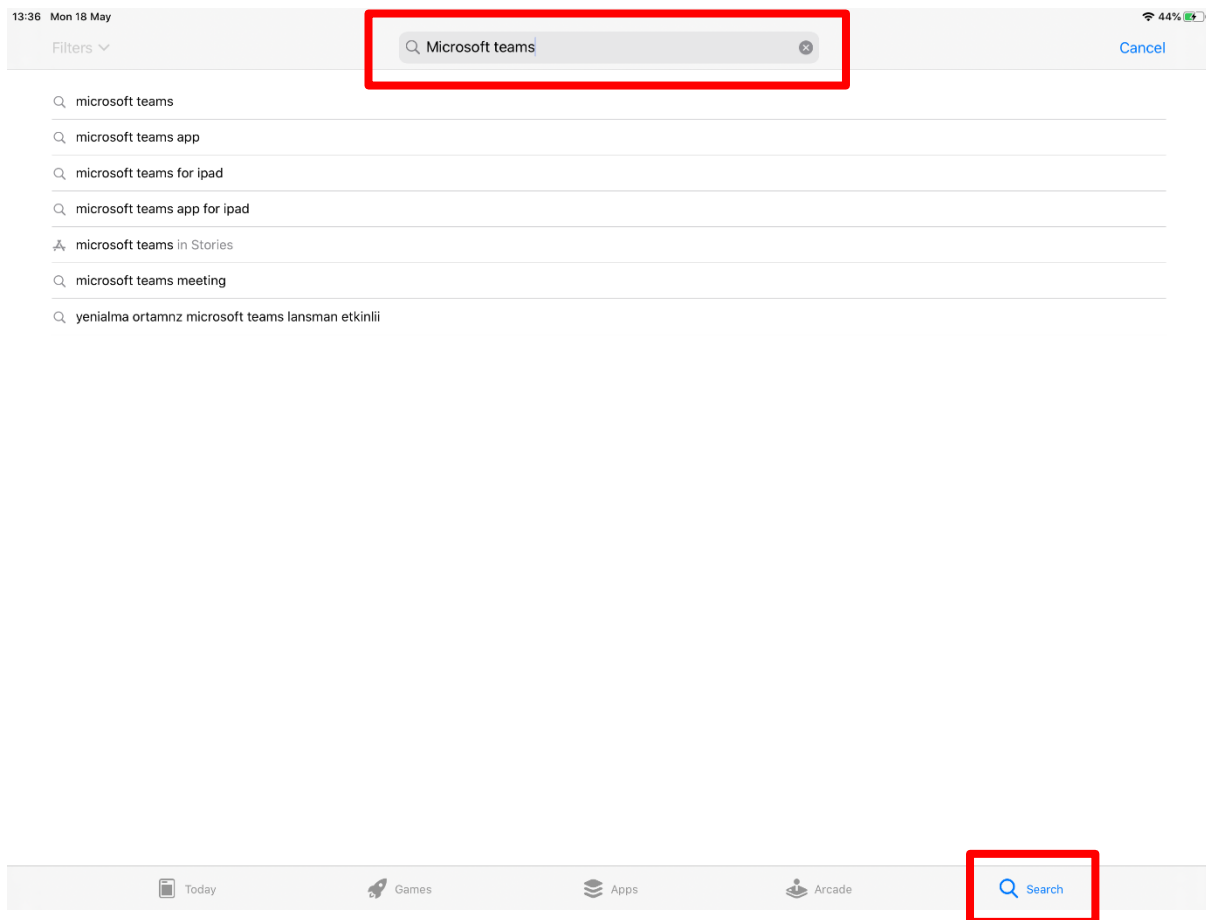 13:36 Mon 18 May 44%
Filters Microsoft teams Cancel
microsoft teams
microsoft teams app
microsoft teams for ipad
microsoft teams app for ipad
microsoft teams in Stories
microsoft teams meeting
yenialma ortamnz microsoft teams lansman etkinlii
Today Games Apps Arcade Search